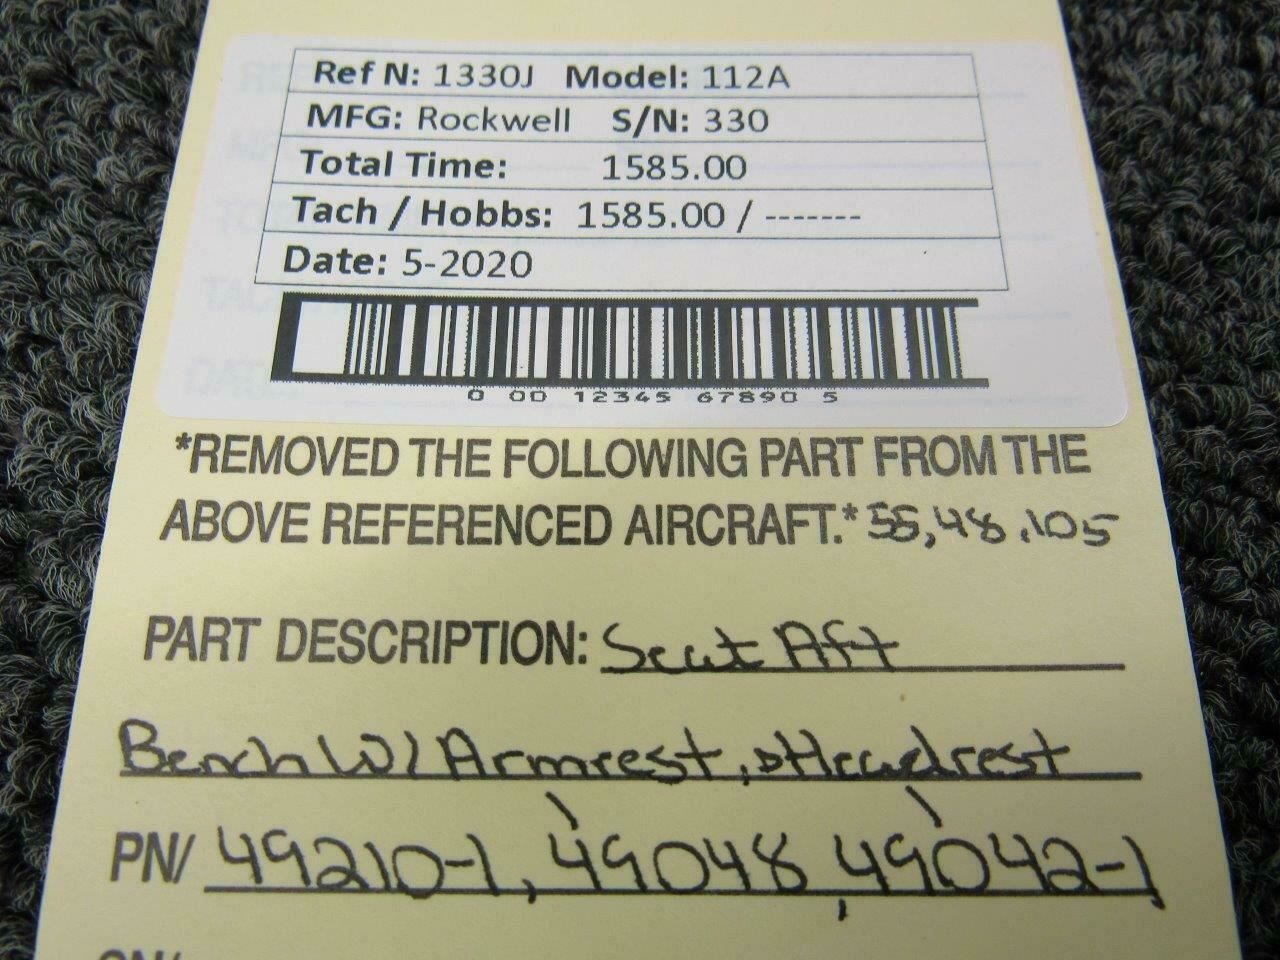 Ref N: 1330J Model: 112A
MFG: Rockwell S/N: 330
Total Time: 1585.00
Tach / Hobbs: 1585.00 / -------
Date: 5-2020
0 00 12345 67890 5
*REMOVED THE FOLLOWING PART FROM THE
ABOVE REFERENCED AIRCRAFT.* 55,48,105
PART DESCRIPTION: Seat Aft
Bench W/ Armrest, Headrest
PN/ 49210-1, 49048, 49042-1,